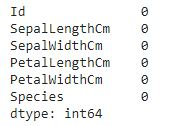 Id 0
SepalLengthCm 0
SepalWidthCm 0
PetalLengthCm 0
PetalWidthCm 0
Species 0
dtype: int64